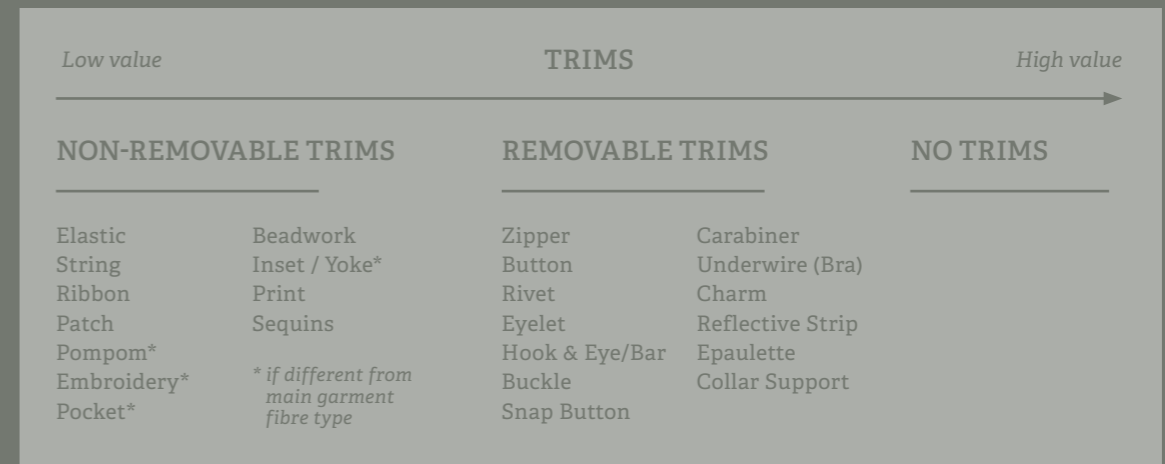 Low value
TRIMS
High value
NON-REMOVABLE TRIMS
Elastic
String
Ribbon
Patch
Pompom*
Embroidery*
Pocket*
Beadwork
Inset / Yoke*
Print
Sequins
* if different from
main garment
fibre type
REMOVABLE TRIMS
Zipper
Button
Rivet
Eyelet
Hook & Eye/Bar
Buckle
Snap Button
Carabiner
Underwire (Bra)
Charm
Reflective Strip
Epaulette
Collar Support
NO TRIMS